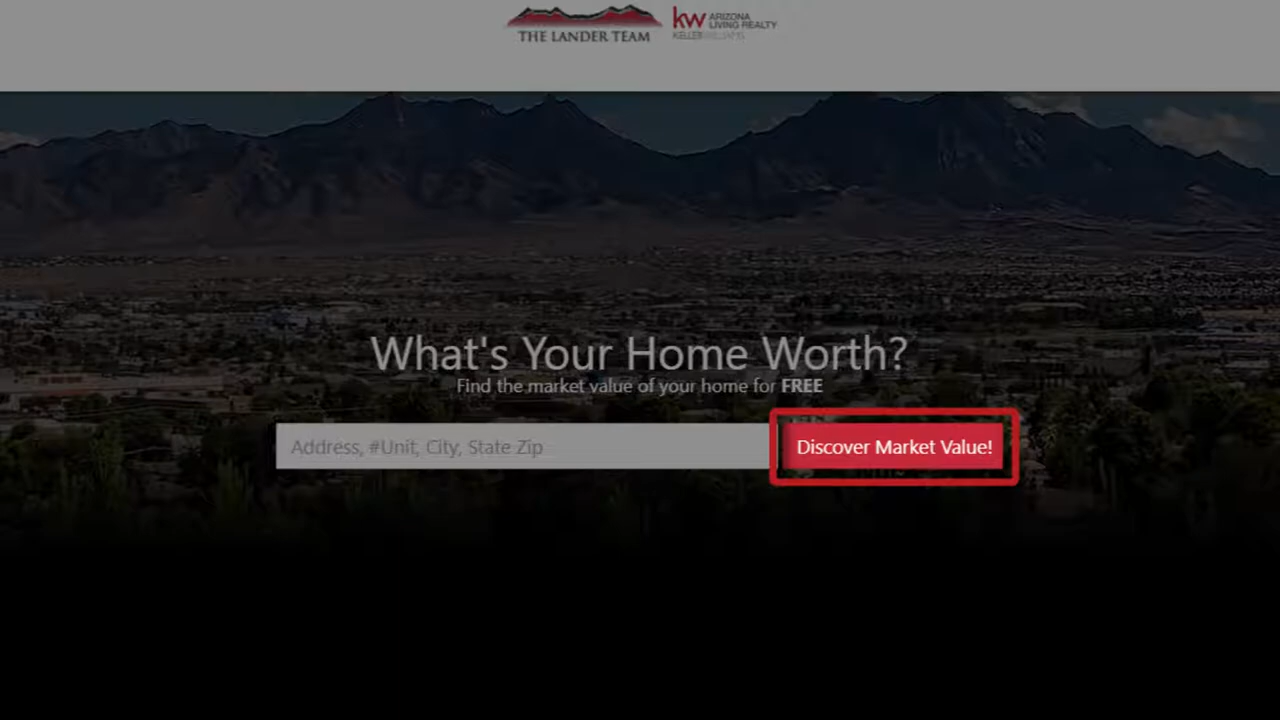 THE LANDER TEAM
kw ARIZONA
LIVING REALTY
KELLERWILLIAMS
What's Your Home Worth?
Find the market value of your home for FREE
Address, #Unit, City, State Zip
Discover Market Value!